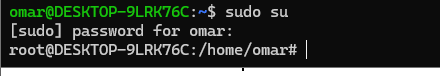 omar@DESKTOP-9LRK76C:~$ sudo su
[sudo] password for omar:
root@DESKTOP-9LRK76C:/home/omar#